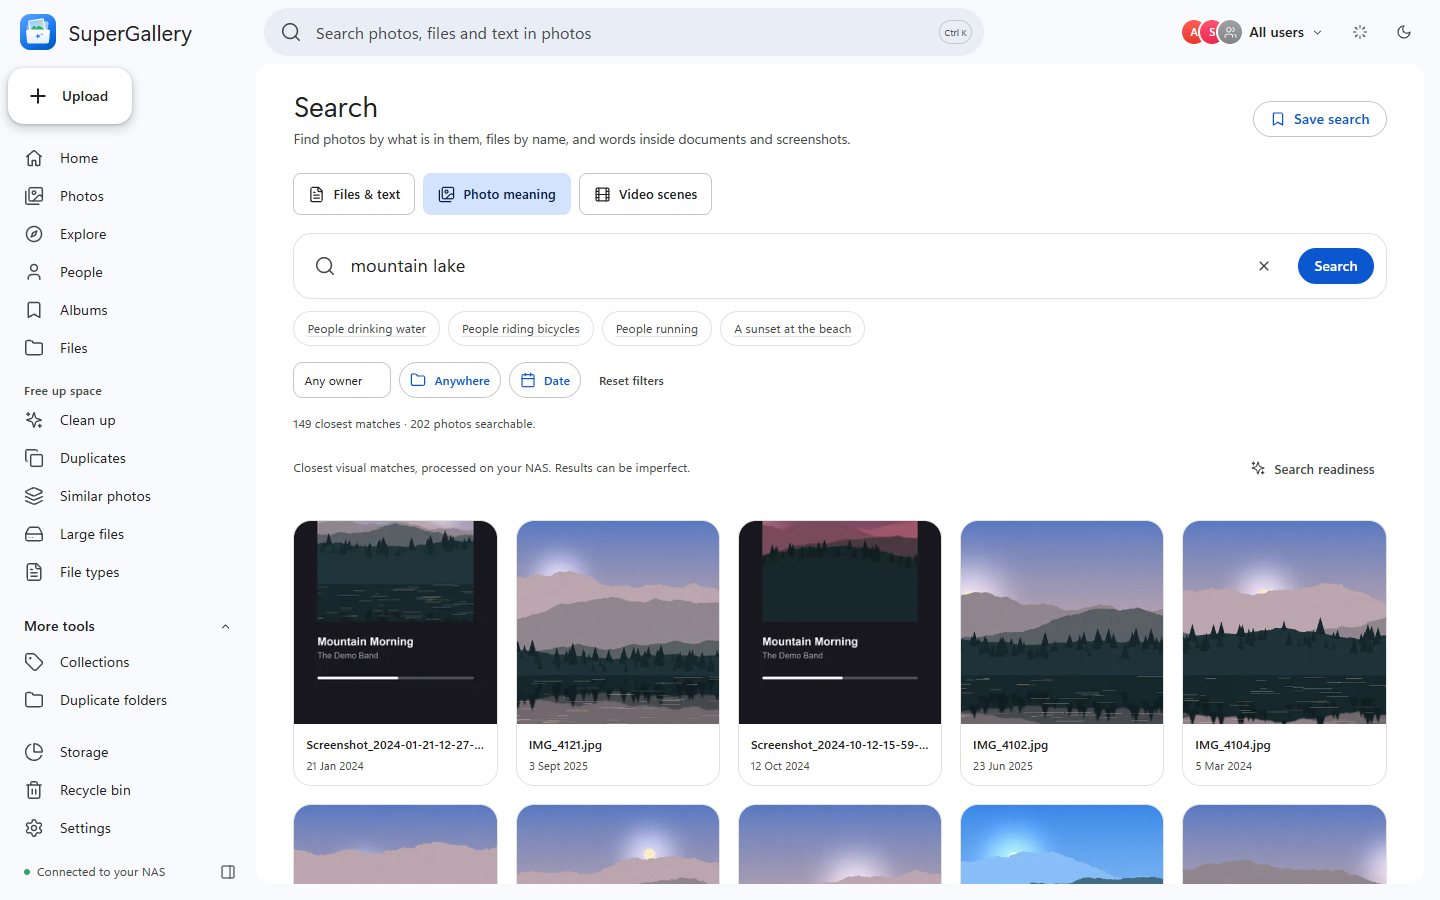 SuperGallery
Search photos, files and text in photos
Ctrl K
A
S
All users
Upload
Home
Photos
Explore
People
Albums
Files
Free up space
Clean up
Duplicates
Similar photos
Large files
File types
More tools
Collections
Duplicate folders
Storage
Recycle bin
Settings
Connected to your NAS
Search
Find photos by what is in them, files by name, and words inside documents and screenshots.
Save search
Files & text
Photo meaning
Video scenes
mountain lake
Search
People drinking water
People riding bicycles
People running
A sunset at the beach
Any owner
Anywhere
Date
Reset filters
149 closest matches · 202 photos searchable.
Closest visual matches, processed on your NAS. Results can be imperfect.
Search readiness
Mountain Morning
The Demo Band
Screenshot_2024-01-21-12-27-...
21 Jan 2024
IMG_4121.jpg
3 Sept 2025
Mountain Morning
The Demo Band
Screenshot_2024-10-12-15-59-...
12 Oct 2024
IMG_4102.jpg
23 Jun 2025
IMG_4104.jpg
5 Mar 2024